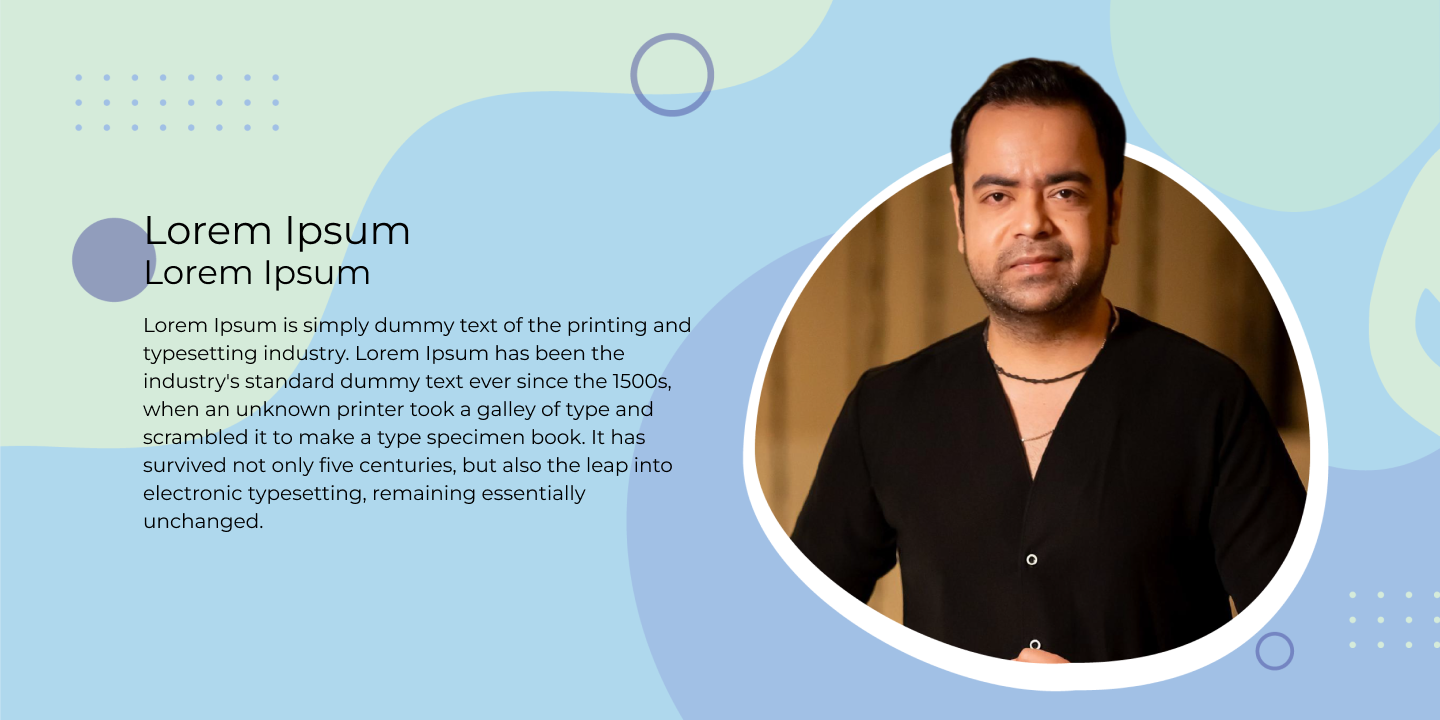 Lorem Ipsum
Lorem Ipsum
Lorem Ipsum is simply dummy text of the printing and
typesetting industry. Lorem Ipsum has been the
industry's standard dummy text ever since the 1500s,
when an unknown printer took a galley of type and
scrambled it to make a type specimen book. It has
survived not only five centuries, but also the leap into
electronic typesetting, remaining essentially
unchanged.